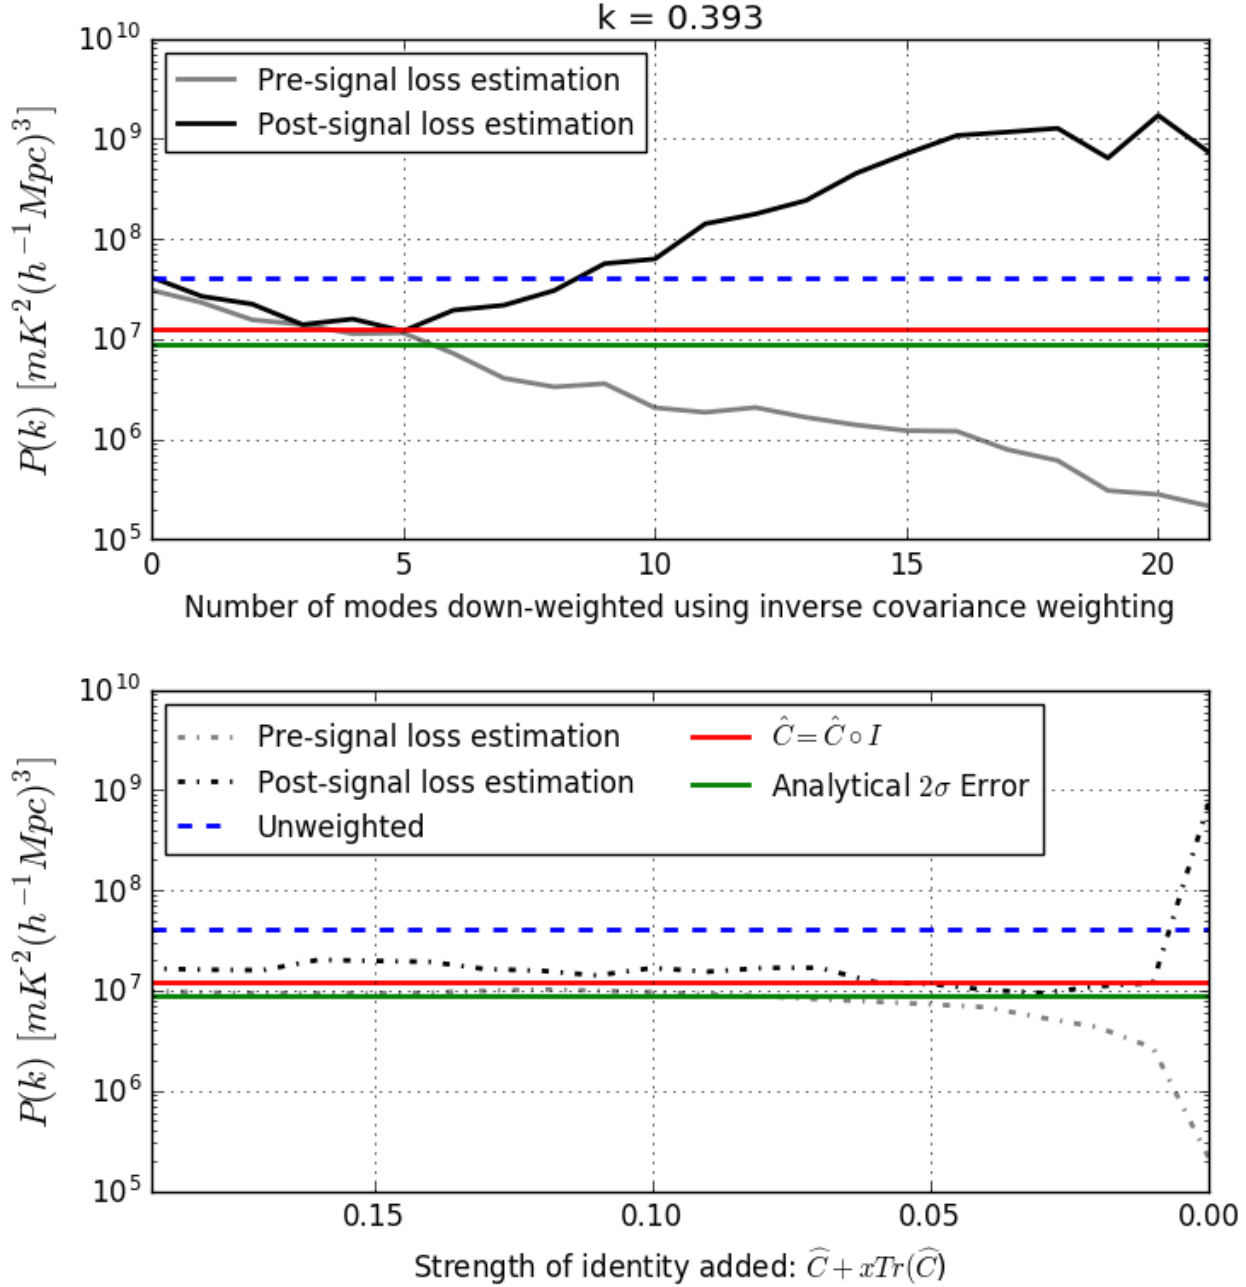 k = 0.393
10^10
10^9
10^8
10^7
10^6
10^5
P(k) [mK^2(h^-1 Mpc)^3]
Pre-signal loss estimation
Post-signal loss estimation
0 5 10 15 20
Number of modes down-weighted using inverse covariance weighting
10^10
10^9
10^8
10^7
10^6
10^5
P(k) [mK^2(h^-1 Mpc)^3]
Pre-signal loss estimation
Post-signal loss estimation
Unweighted
Ĉ = Ĉ ∘ I
Analytical 2σ Error
0.15 0.10 0.05 0.00
Strength of identity added: Ĉ + xTr(Ĉ)